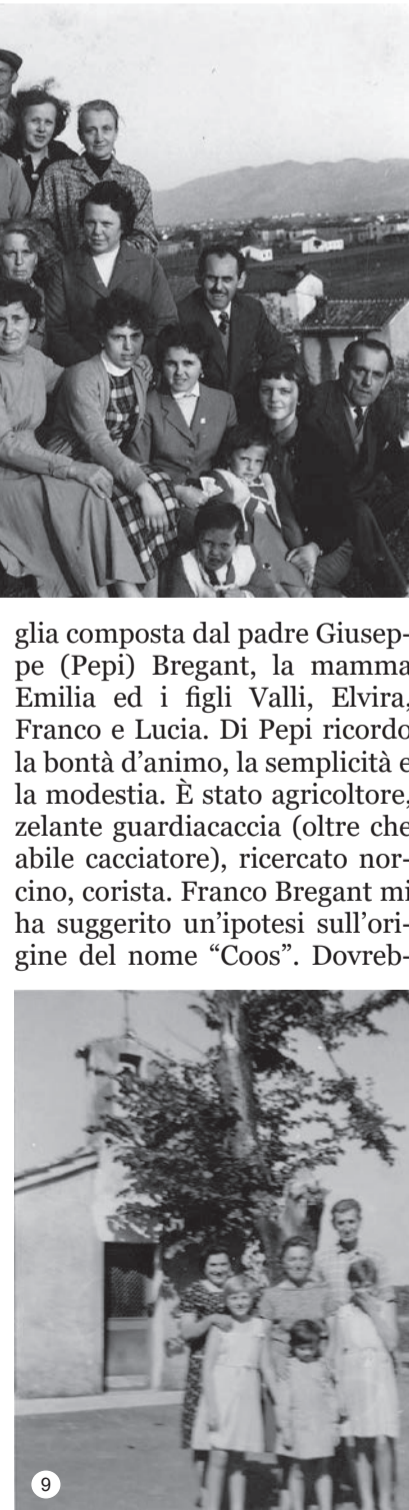 glia composta dal padre Giusep-
pe (Pepi) Bregant, la mamma
Emilia ed i figli Valli, Elvira,
Franco e Lucia. Di Pepi ricordo
la bontà d’animo, la semplicità e
la modestia. È stato agricoltore,
zelante guardiacaccia (oltre che
abile cacciatore), ricercato nor-
cino, corista. Franco Bregant mi
ha suggerito un’ipotesi sull’ori-
gine del nome “Coos”. Dovreb-
9